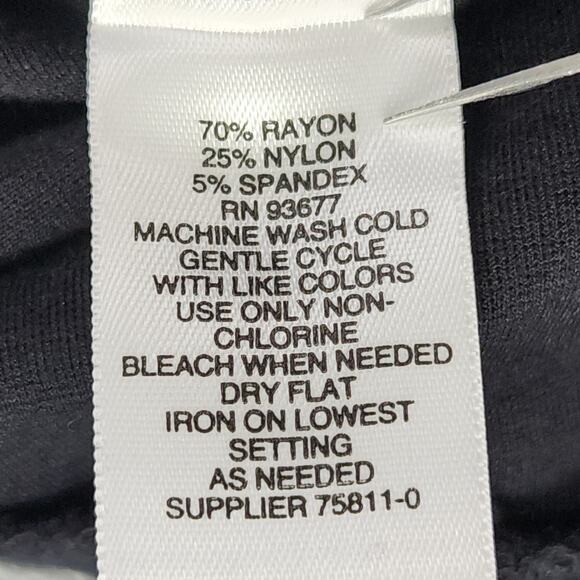 70% RAYON
25% NYLON
5% SPANDEX
RN 93677
MACHINE WASH COLD
GENTLE CYCLE
WITH LIKE COLORS
USE ONLY NON-
CHLORINE
BLEACH WHEN NEEDED
DRY FLAT
IRON ON LOWEST
SETTING
AS NEEDED
SUPPLIER 75811-0